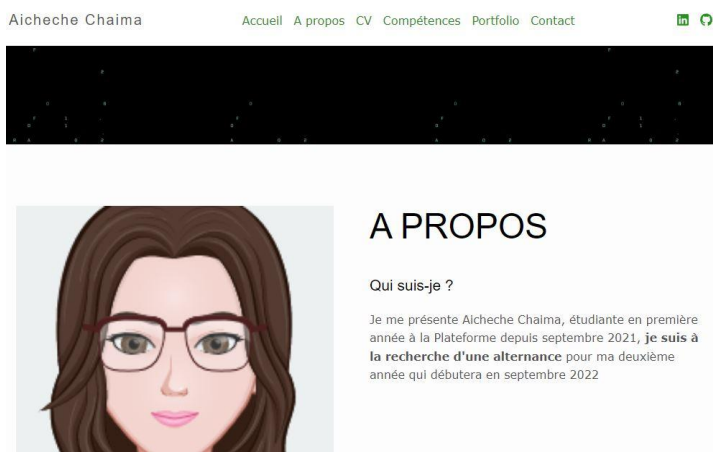 Aicheche Chaima
Accueil A propos CV Compétences Portfolio Contact
A PROPOS
Qui suis-je ?
Je me présente Aicheche Chaima, étudiante en première
année à la Plateforme depuis septembre 2021, je suis à
la recherche d'une alternance pour ma deuxième
année qui débutera en septembre 2022